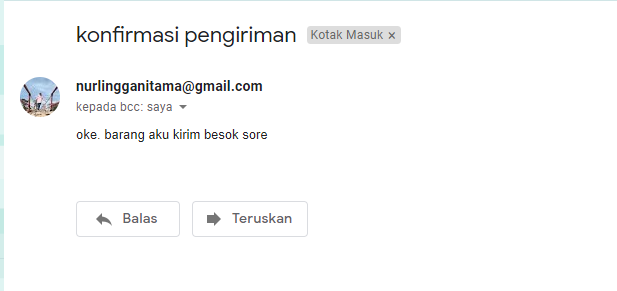 konfirmasi pengiriman Kotak Masuk ×
nurlingganitama@gmail.com
kepada bcc: saya
oke. barang aku kirim besok sore
Balas Teruskan